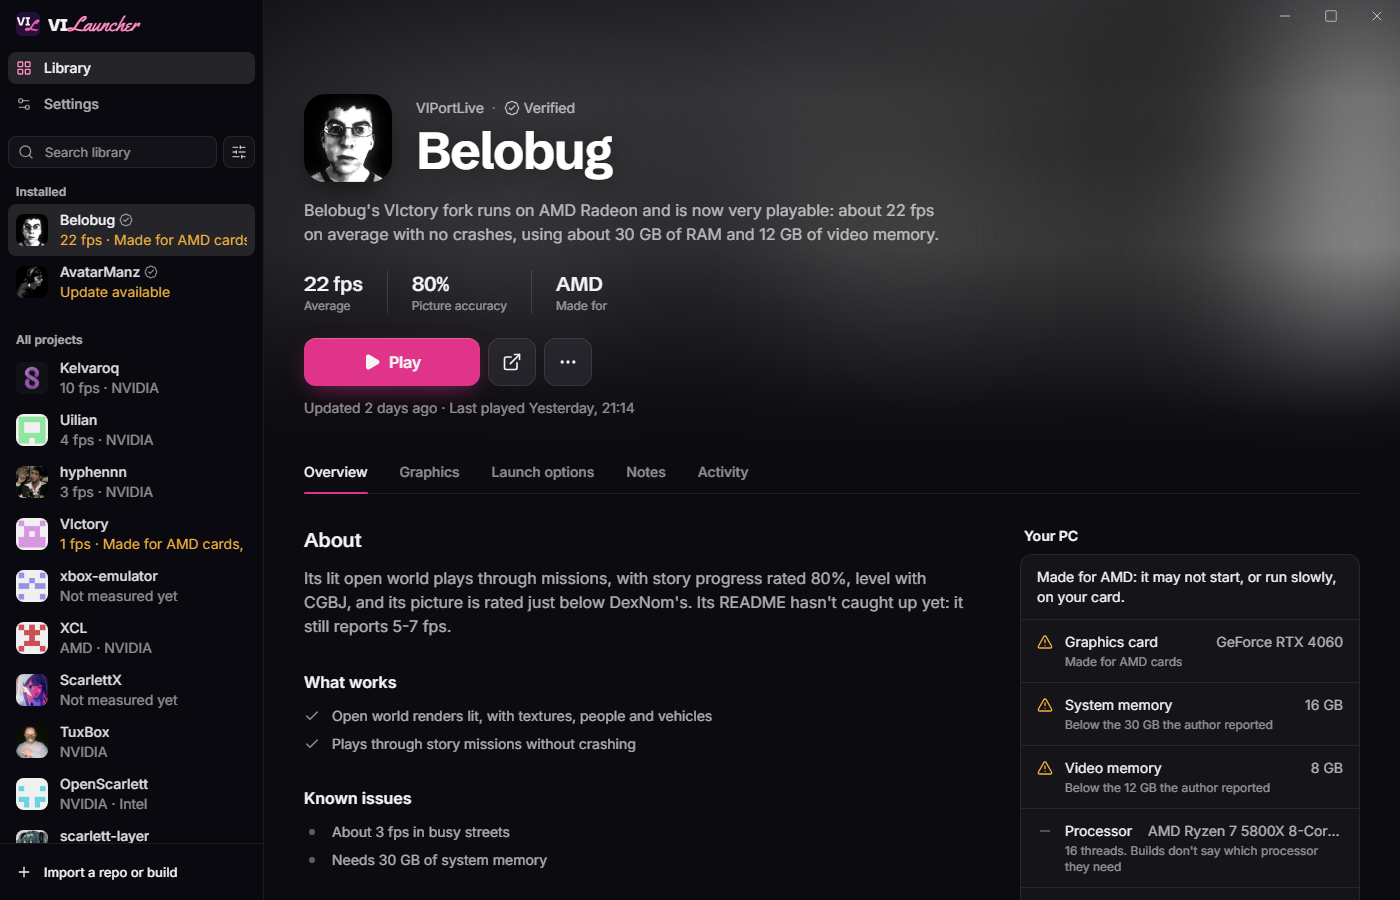 VI
L
VI Launcher
Library
Settings
Search library
Installed
Belobug
22 fps · Made for AMD cards
AvatarManz
Update available
All projects
Kelvaroq
10 fps · NVIDIA
Uilian
4 fps · NVIDIA
hyphennn
3 fps · NVIDIA
VIctory
1 fps · Made for AMD cards,
xbox-emulator
Not measured yet
XCL
AMD · NVIDIA
ScarlettX
Not measured yet
TuxBox
NVIDIA
OpenScarlett
NVIDIA · Intel
scarlett-layer
Import a repo or build
VIPortLive · Verified
Belobug
Belobug's VIctory fork runs on AMD Radeon and is now very playable: about 22 fps
on average with no crashes, using about 30 GB of RAM and 12 GB of video memory.
22 fps
Average
80%
Picture accuracy
AMD
Made for
Play
Updated 2 days ago · Last played Yesterday, 21:14
Overview
Graphics
Launch options
Notes
Activity
About
Its lit open world plays through missions, with story progress rated 80%, level with
CGBJ, and its picture is rated just below DexNom's. Its README hasn't caught up yet: it
still reports 5-7 fps.
What works
Open world renders lit, with textures, people and vehicles
Plays through story missions without crashing
Known issues
About 3 fps in busy streets
Needs 30 GB of system memory
Your PC
Made for AMD: it may not start, or run slowly,
on your card.
Graphics card GeForce RTX 4060
Made for AMD cards
System memory 16 GB
Below the 30 GB the author reported
Video memory 8 GB
Below the 12 GB the author reported
Processor AMD Ryzen 7 5800X 8-Cor...
16 threads. Builds don't say which processor
they need